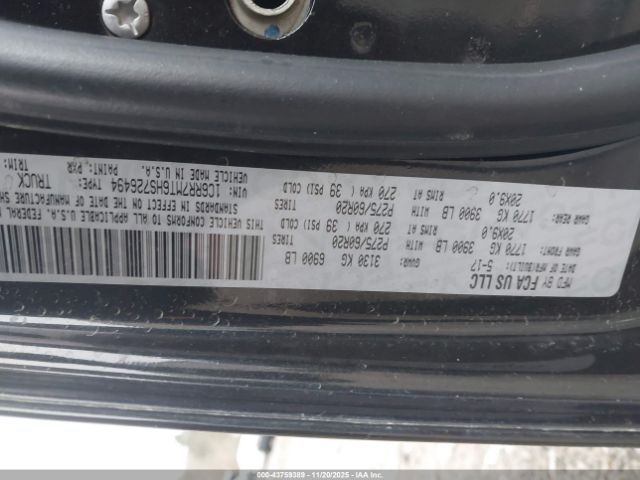 MFD BY FCA US LLC
DATE OF MFR/BUILT: 5-17
GVWR: 3130 KG 6900 LB
GAWR FRONT: 1770 KG 3900 LB WITH P275/60R20 TIRES
20X9.0 RIMS AT 270 KPA ( 39 PSI) COLD
GAWR REAR: 1770 KG 3900 LB WITH P275/60R20 TIRES
20X9.0 RIMS AT 270 KPA ( 39 PSI) COLD
THIS VEHICLE CONFORMS TO ALL APPLICABLE U.S.A. FEDERAL
STANDARDS IN EFFECT ON THE DATE OF MANUFACTURE SH
VIN: 1C6RR7MT6HS726494 TYPE: TRUCK
VEHICLE MADE IN U.S.A. PAINT: PXR TRIM:
000-43759389 | 11/20/2025 | IAAI.COM